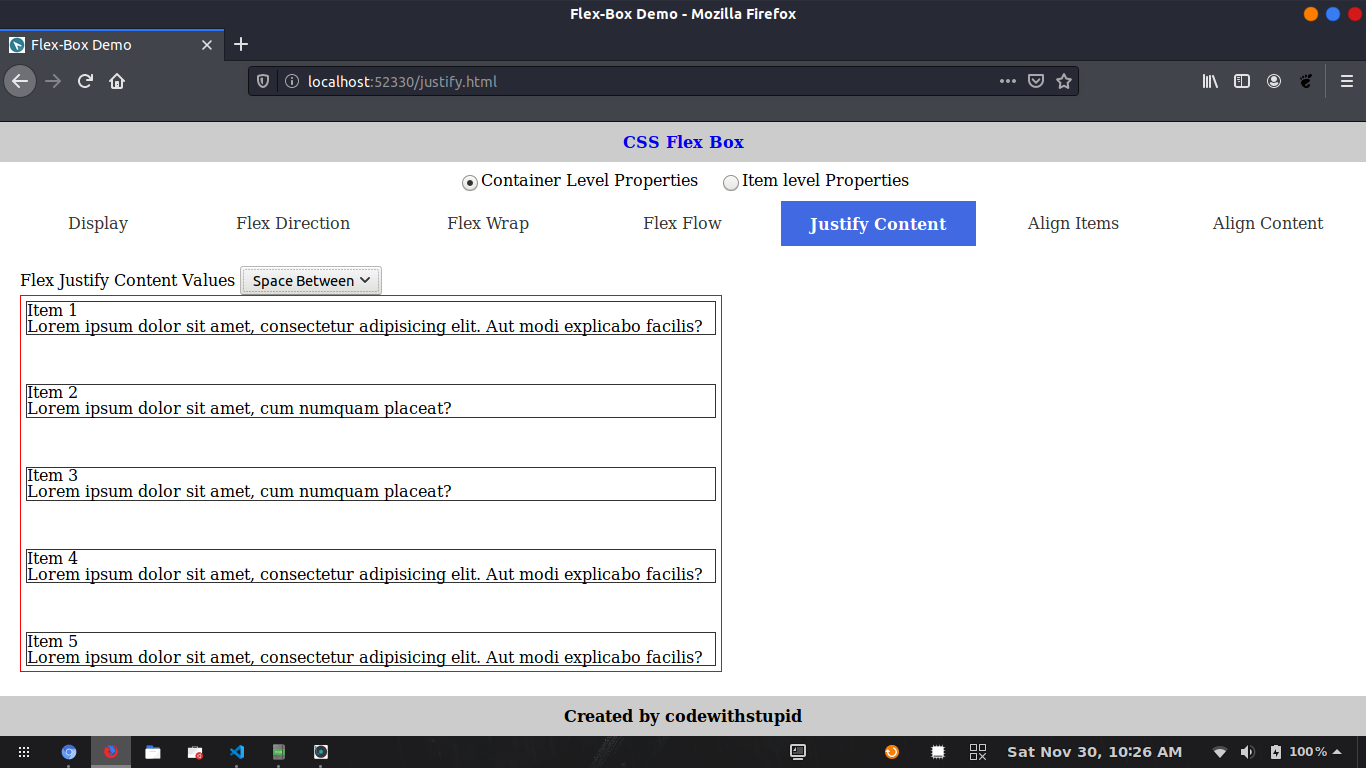 Flex-Box Demo - Mozilla Firefox
Flex-Box Demo
localhost:52330/justify.html
CSS Flex Box
Container Level Properties Item level Properties
Display Flex Direction Flex Wrap Flex Flow Justify Content Align Items Align Content
Flex Justify Content Values Space Between
Item 1
Lorem ipsum dolor sit amet, consectetur adipisicing elit. Aut modi explicabo facilis?
Item 2
Lorem ipsum dolor sit amet, cum numquam placeat?
Item 3
Lorem ipsum dolor sit amet, cum numquam placeat?
Item 4
Lorem ipsum dolor sit amet, consectetur adipisicing elit. Aut modi explicabo facilis?
Item 5
Lorem ipsum dolor sit amet, consectetur adipisicing elit. Aut modi explicabo facilis?
Created by codewithstupid
Sat Nov 30, 10:26 AM 100%